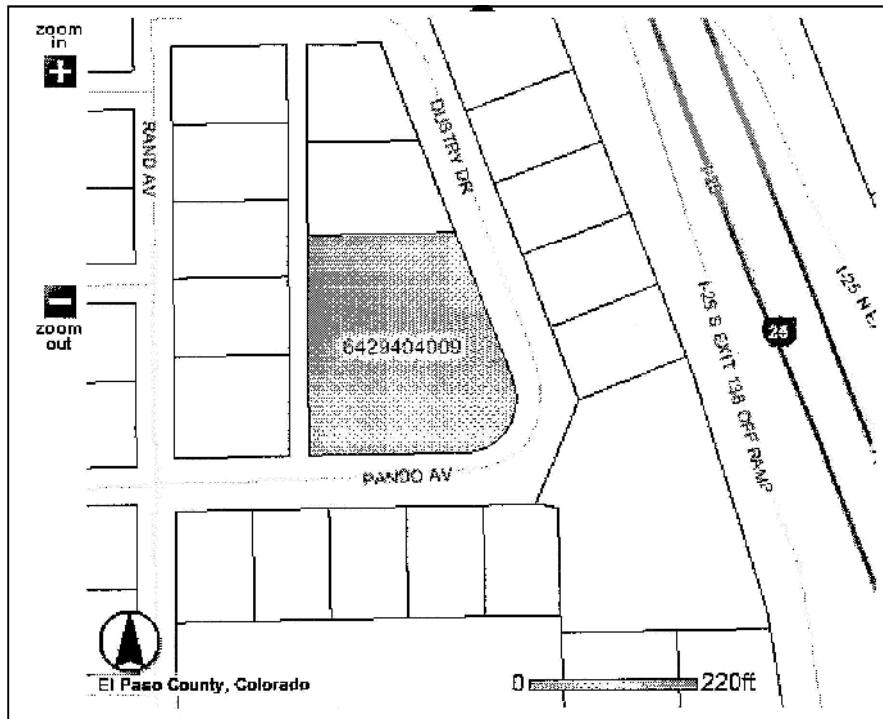 zoom
in
RAND AV
DUSTRY DR
I-25
I-25 N E
25
zoom
out
6429404009
I-25 S EXIT 138 OFF RAMP
PANDO AV
El Paso County, Colorado
0 220ft